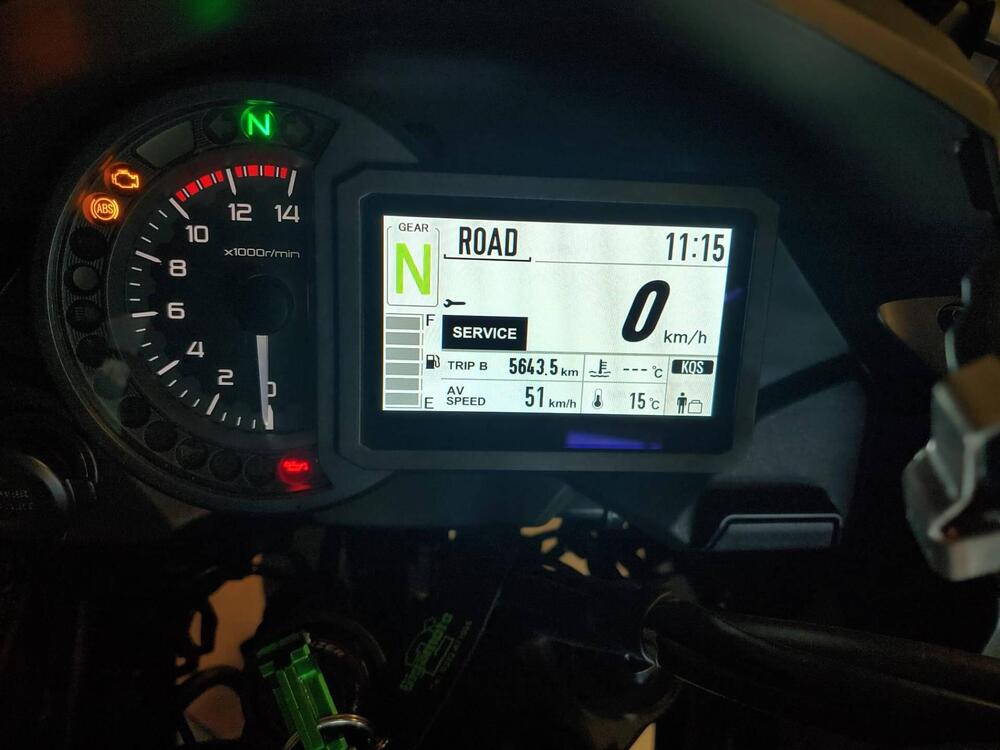 N
ABS
14
12
10
x1000r/min
8
6
4
2
0
GEAR
N
ROAD
11:15
0 km/h
SERVICE
F
E
TRIP B 5643.5 km
--- °C
KQS
AV SPEED 51 km/h
15 °C